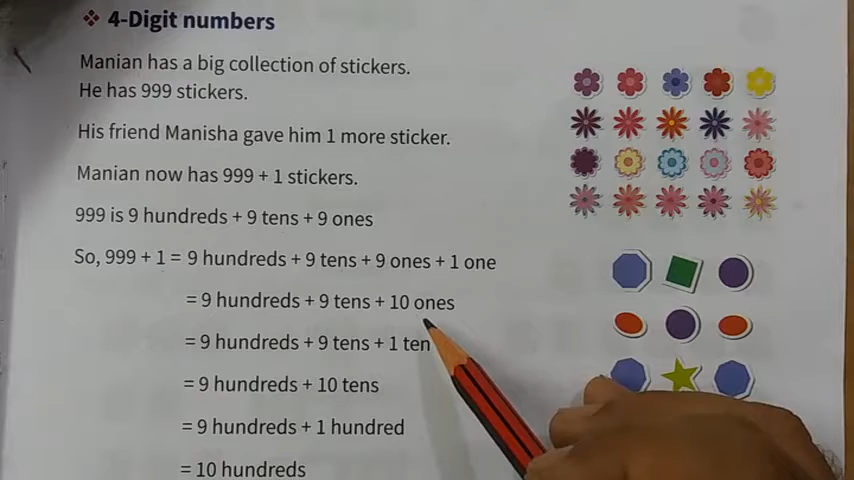 ❖ 4-Digit numbers
Manian has a big collection of stickers.
He has 999 stickers.
His friend Manisha gave him 1 more sticker.
Manian now has 999 + 1 stickers.
999 is 9 hundreds + 9 tens + 9 ones
So, 999 + 1 = 9 hundreds + 9 tens + 9 ones + 1 one
= 9 hundreds + 9 tens + 10 ones
= 9 hundreds + 9 tens + 1 ten
= 9 hundreds + 10 tens
= 9 hundreds + 1 hundred
= 10 hundreds